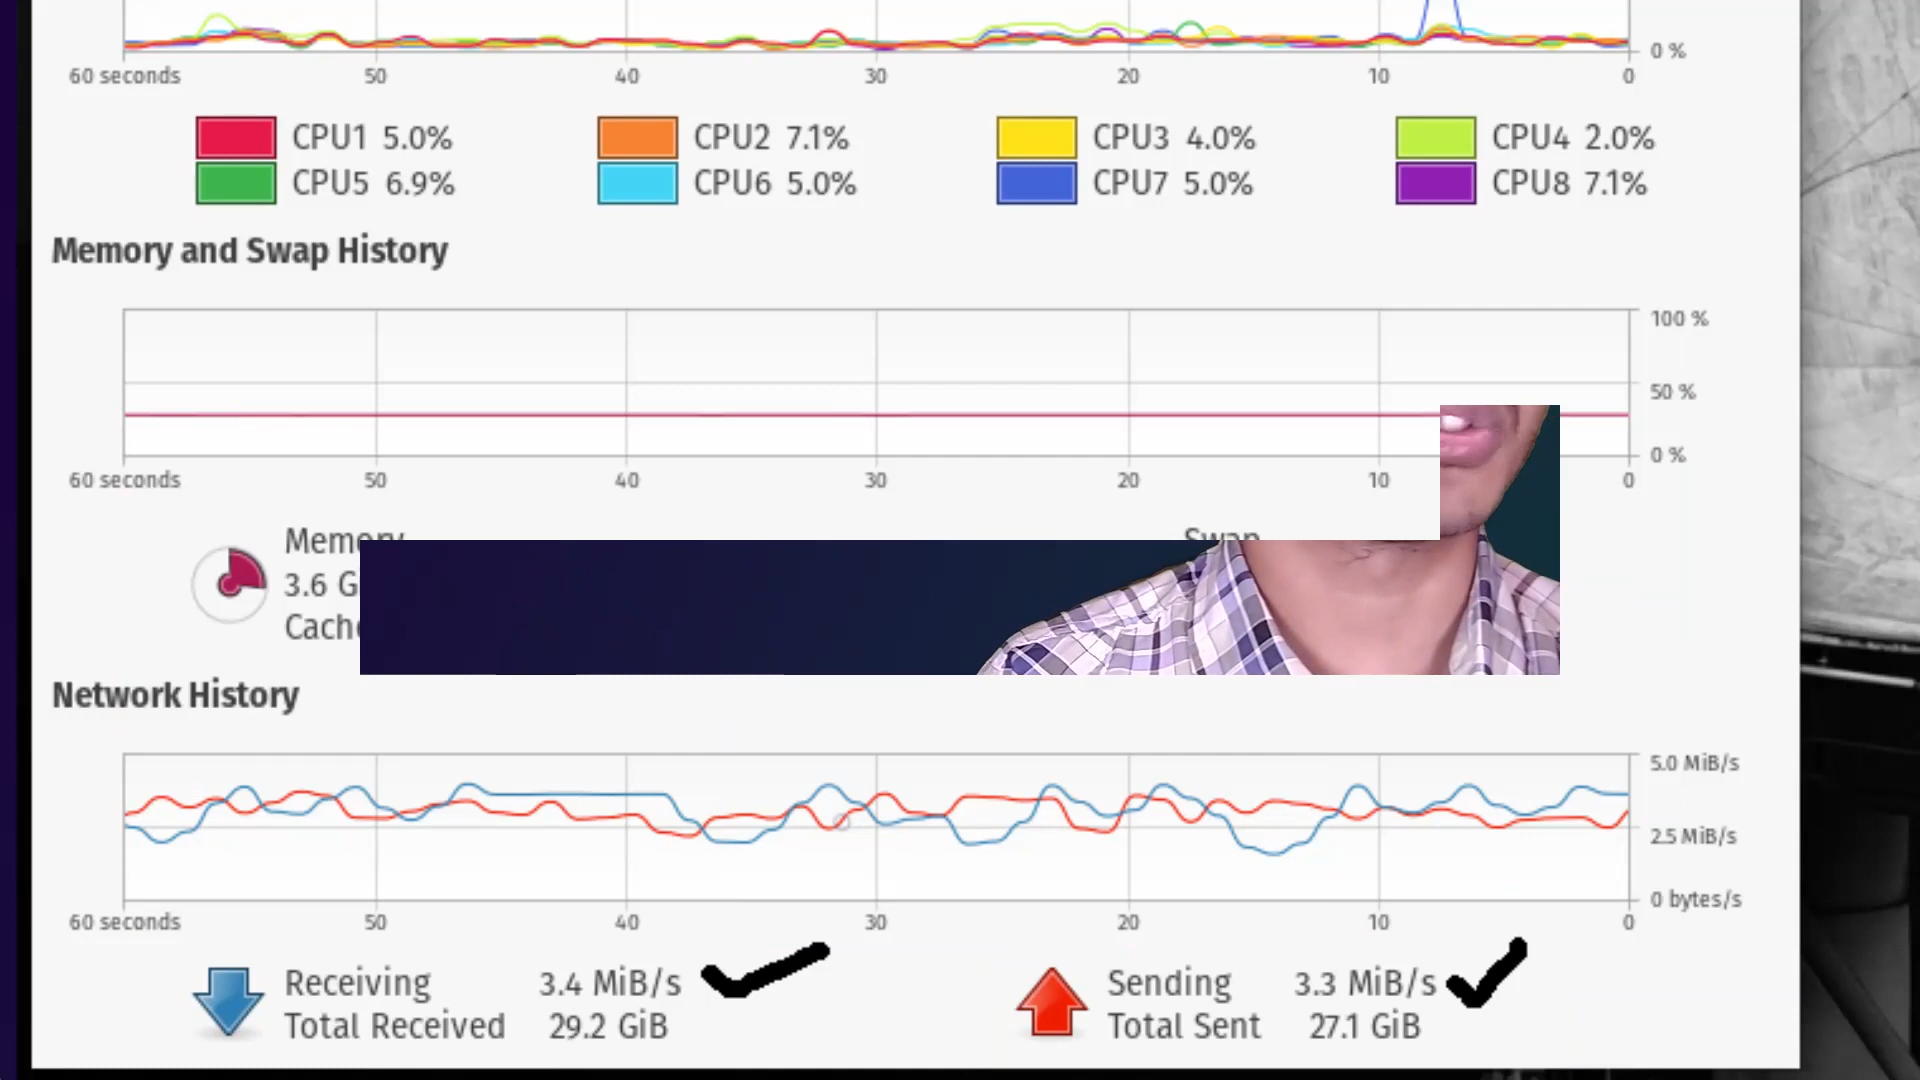 0 %
60 seconds 50 40 30 20 10 0
CPU1 5.0% CPU2 7.1% CPU3 4.0% CPU4 2.0%
CPU5 6.9% CPU6 5.0% CPU7 5.0% CPU8 7.1%
Memory and Swap History
100 %
50 %
0 %
60 seconds 50 40 30 20 10 0
Memory Swap
3.6
Network History
5.0 MiB/s
2.5 MiB/s
0 bytes/s
60 seconds 50 40 30 20 10 0
Receiving 3.4 MiB/s Sending 3.3 MiB/s
Total Received 29.2 GiB Total Sent 27.1 GiB